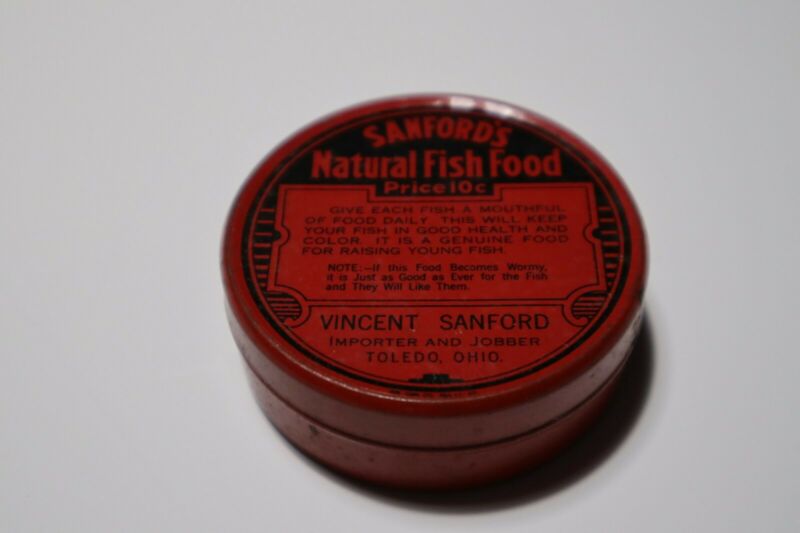 SANFORD'S
Natural Fish Food
Price 10c
GIVE EACH FISH A MOUTHFUL
OF FOOD DAILY. THIS WILL KEEP
YOUR FISH IN GOOD HEALTH AND
COLOR. IT IS A GENUINE FOOD
FOR RAISING YOUNG FISH.
NOTE:-If this Food Becomes Wormy,
it is Just as Good as Ever for the Fish
and They Will Like Them.
VINCENT SANFORD
IMPORTER AND JOBBER
TOLEDO, OHIO.